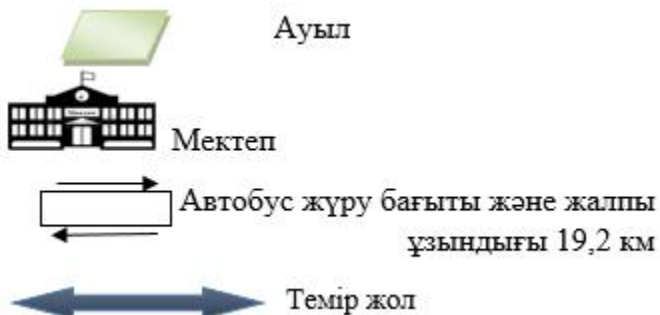 Ауыл
Мектеп
Автобус жүру бағыты және жалпы
ұзындығы 19,2 км
Темір жол